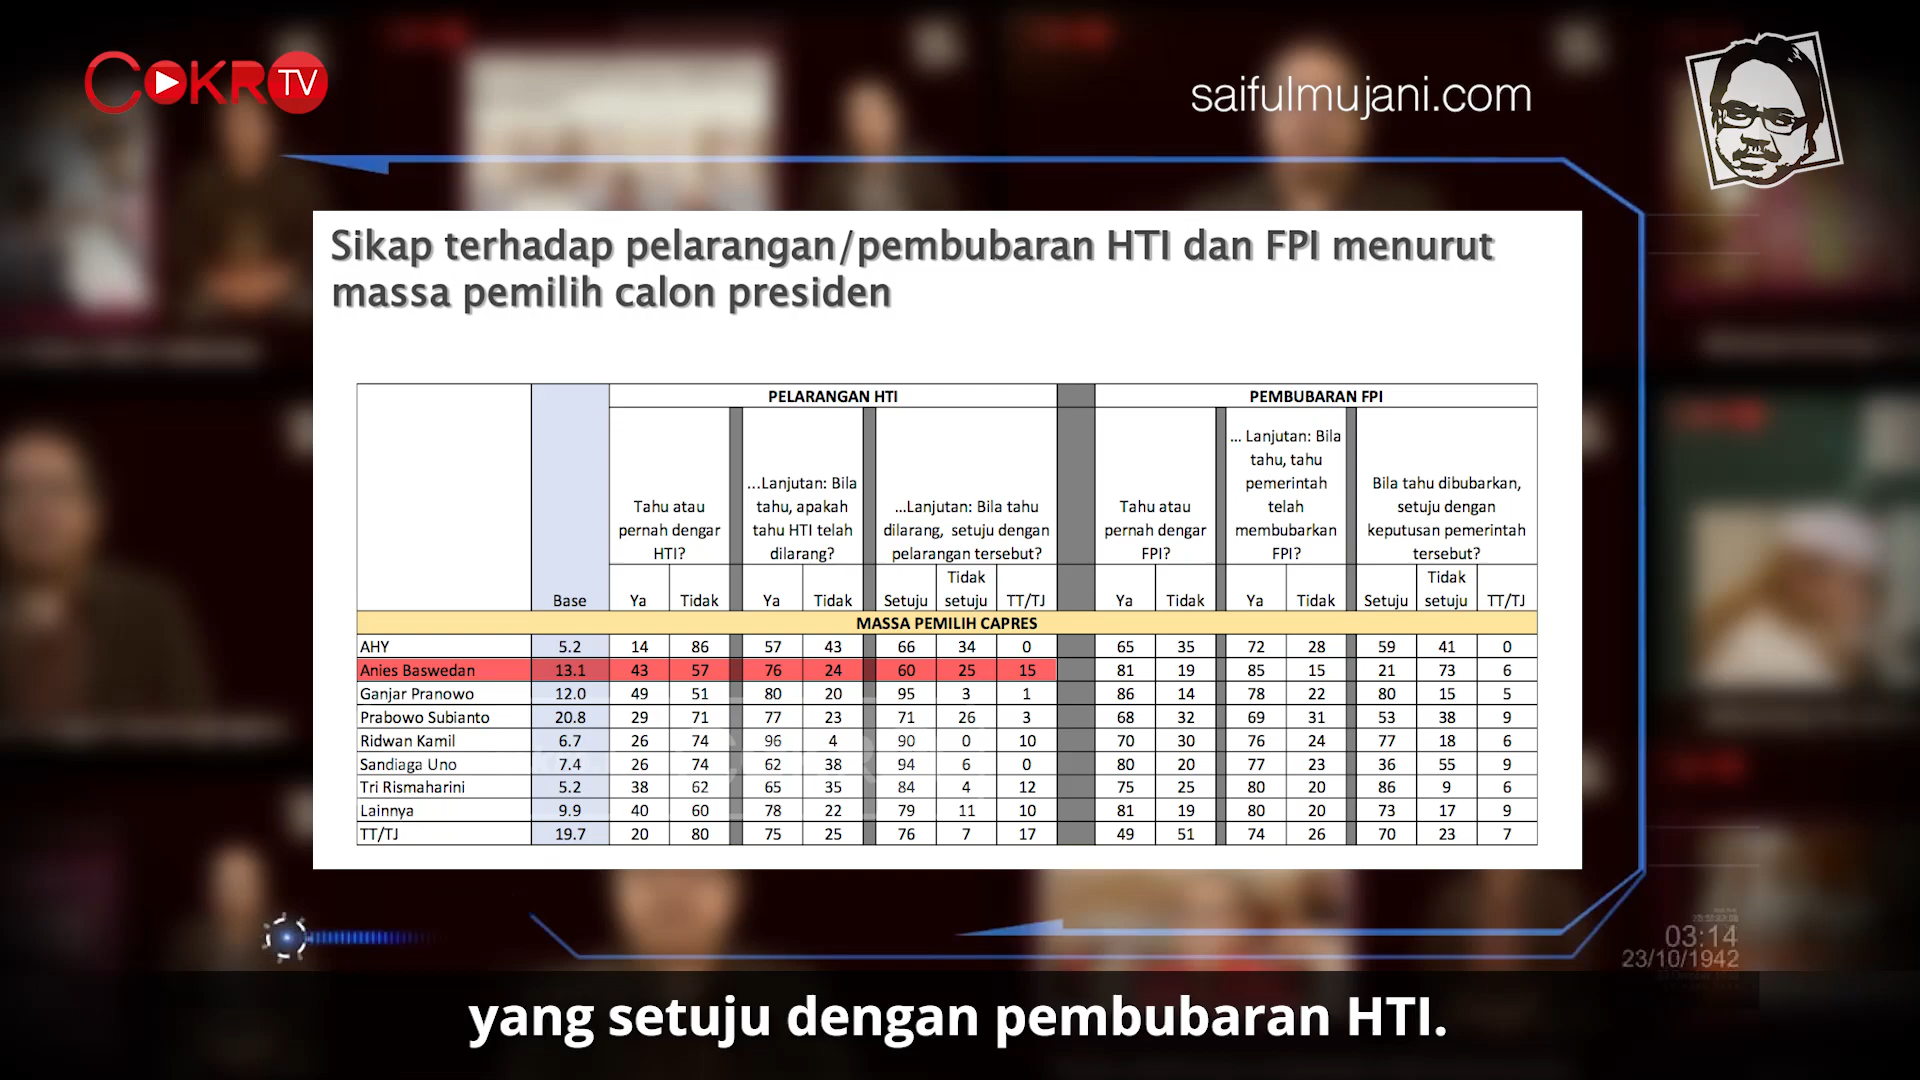 COKRO TV
saifulmujani.com
Sikap terhadap pelarangan/pembubaran HTI dan FPI menurut
massa pemilih calon presiden
PELARANGAN HTI PEMBUBARAN FPI
Base
Tahu atau
pernah dengar
HTI?
...Lanjutan: Bila
tahu, apakah
tahu HTI telah
dilarang?
...Lanjutan: Bila tahu
dilarang, setuju dengan
pelarangan tersebut?
Tahu atau
pernah dengar
FPI?
... Lanjutan: Bila
tahu, tahu
pemerintah
telah
membubarkan
FPI?
Bila tahu dibubarkan,
setuju dengan
keputusan pemerintah
tersebut?
Ya Tidak Ya Tidak Setuju Tidak setuju TT/TJ Ya Tidak Ya Tidak Setuju Tidak setuju TT/TJ
MASSA PEMILIH CAPRES
AHY 5.2 14 86 57 43 66 34 0 65 35 72 28 59 41 0
Anies Baswedan 13.1 43 57 76 24 60 25 15 81 19 85 15 21 73 6
Ganjar Pranowo 12.0 49 51 80 20 95 3 1 86 14 78 22 80 15 5
Prabowo Subianto 20.8 29 71 77 23 71 26 3 68 32 69 31 53 38 9
Ridwan Kamil 6.7 26 74 96 4 90 0 10 70 30 76 24 77 18 6
Sandiaga Uno 7.4 26 74 62 38 94 6 0 80 20 77 23 36 55 9
Tri Rismaharini 5.2 38 62 65 35 84 4 12 75 25 80 20 86 9 6
Lainnya 9.9 40 60 78 22 79 11 10 81 19 80 20 73 17 9
TT/TJ 19.7 20 80 75 25 76 7 17 49 51 74 26 70 23 7
03:14
23/10/1942
yang setuju dengan pembubaran HTI.